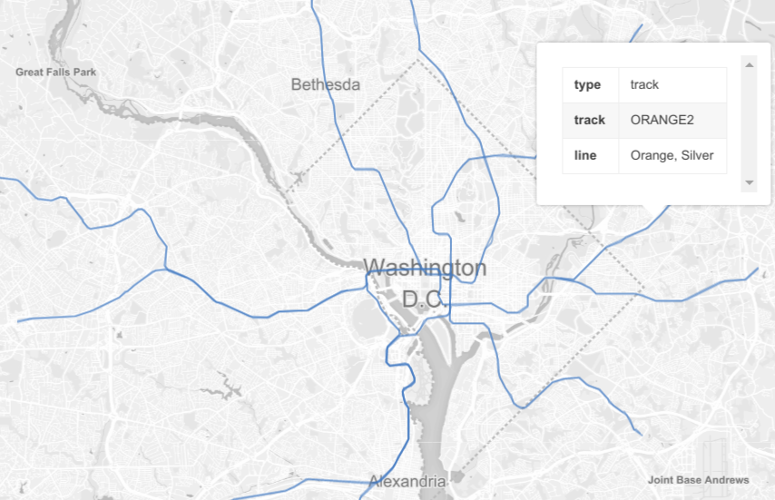 Great Falls Park
Bethesda
type track
track ORANGE2
line Orange, Silver
Washington
D.C.
Alexandria
Joint Base Andrews